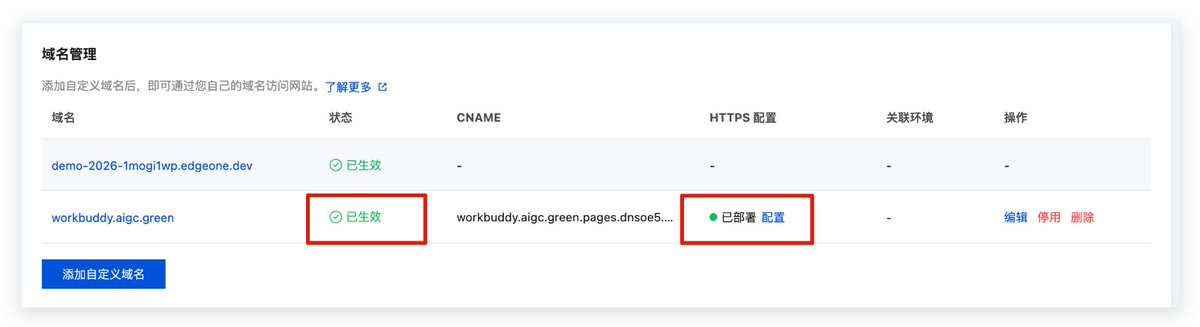 域名管理
添加自定义域名后，即可通过您自己的域名访问网站。了解更多
域名 状态 CNAME HTTPS 配置 关联环境 操作
demo-2026-1mogi1wp.edgeone.dev 已生效 - - - -
workbuddy.aigc.green 已生效 workbuddy.aigc.green.pages.dnsoe5.... 已部署 配置 - 编辑 停用 删除
添加自定义域名